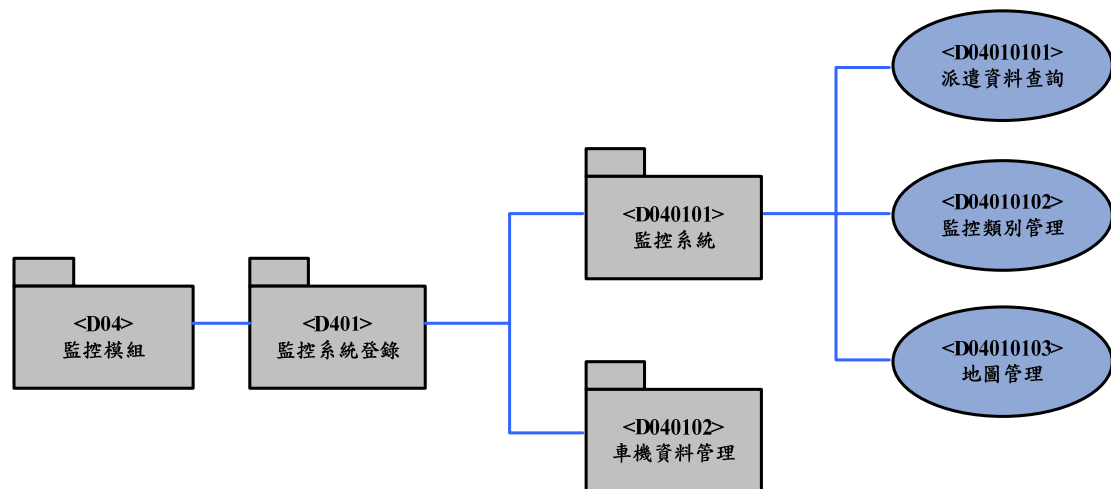 <D04010101>
派遣資料查詢
<D040101>
監控系統
<D04010102>
監控類別管理
<D04>
監控模組
<D401>
監控系統登錄
<D04010103>
地圖管理
<D040102>
車機資料管理